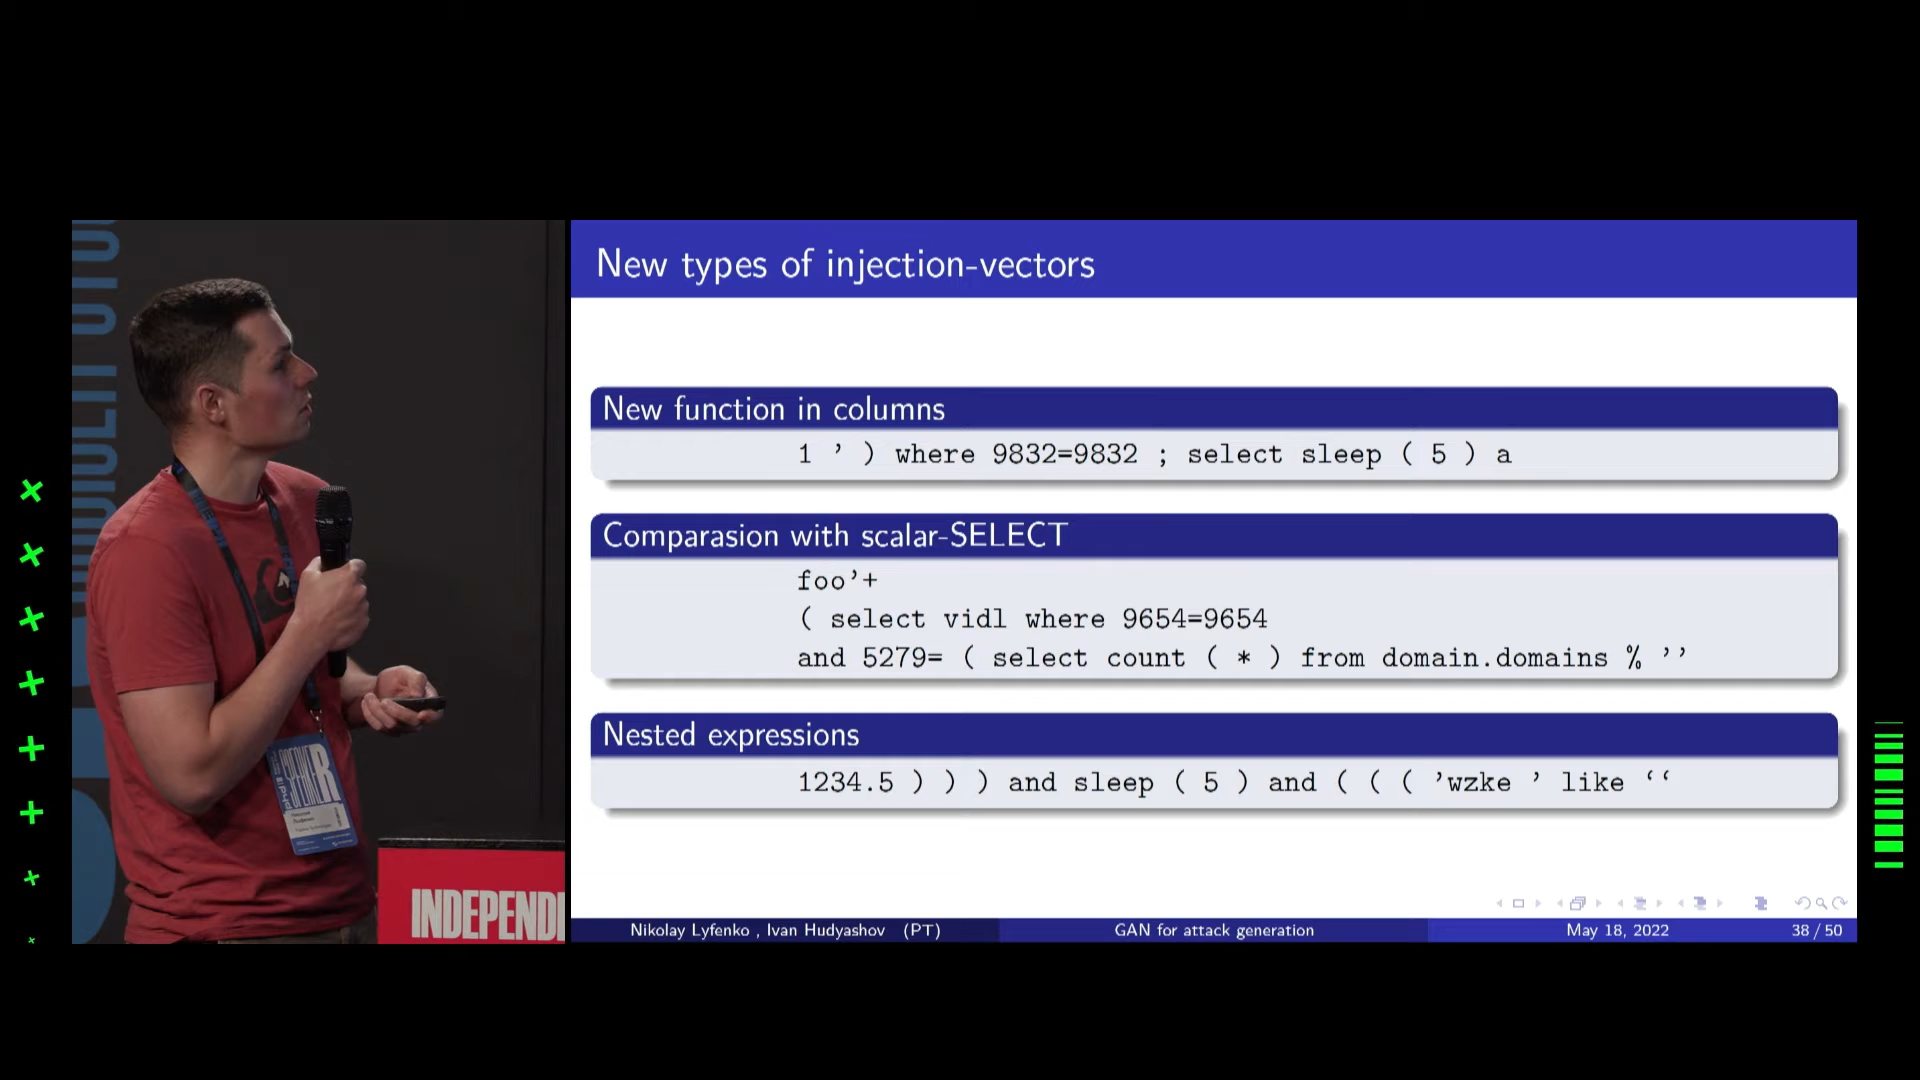 New types of injection-vectors
New function in columns
1 ’ ) where 9832=9832 ; select sleep ( 5 ) a
Comparasion with scalar-SELECT
foo’+
( select vidl where 9654=9654
and 5279= ( select count ( * ) from domain.domains % ’’
Nested expressions
1234.5 ) ) ) and sleep ( 5 ) and ( ( ( ’wzke ’ like ‘‘
Nikolay Lyfenko , Ivan Hudyashov (PT)
GAN for attack generation
May 18, 2022
38 / 50
phd
SPEAKER
INDEPEND